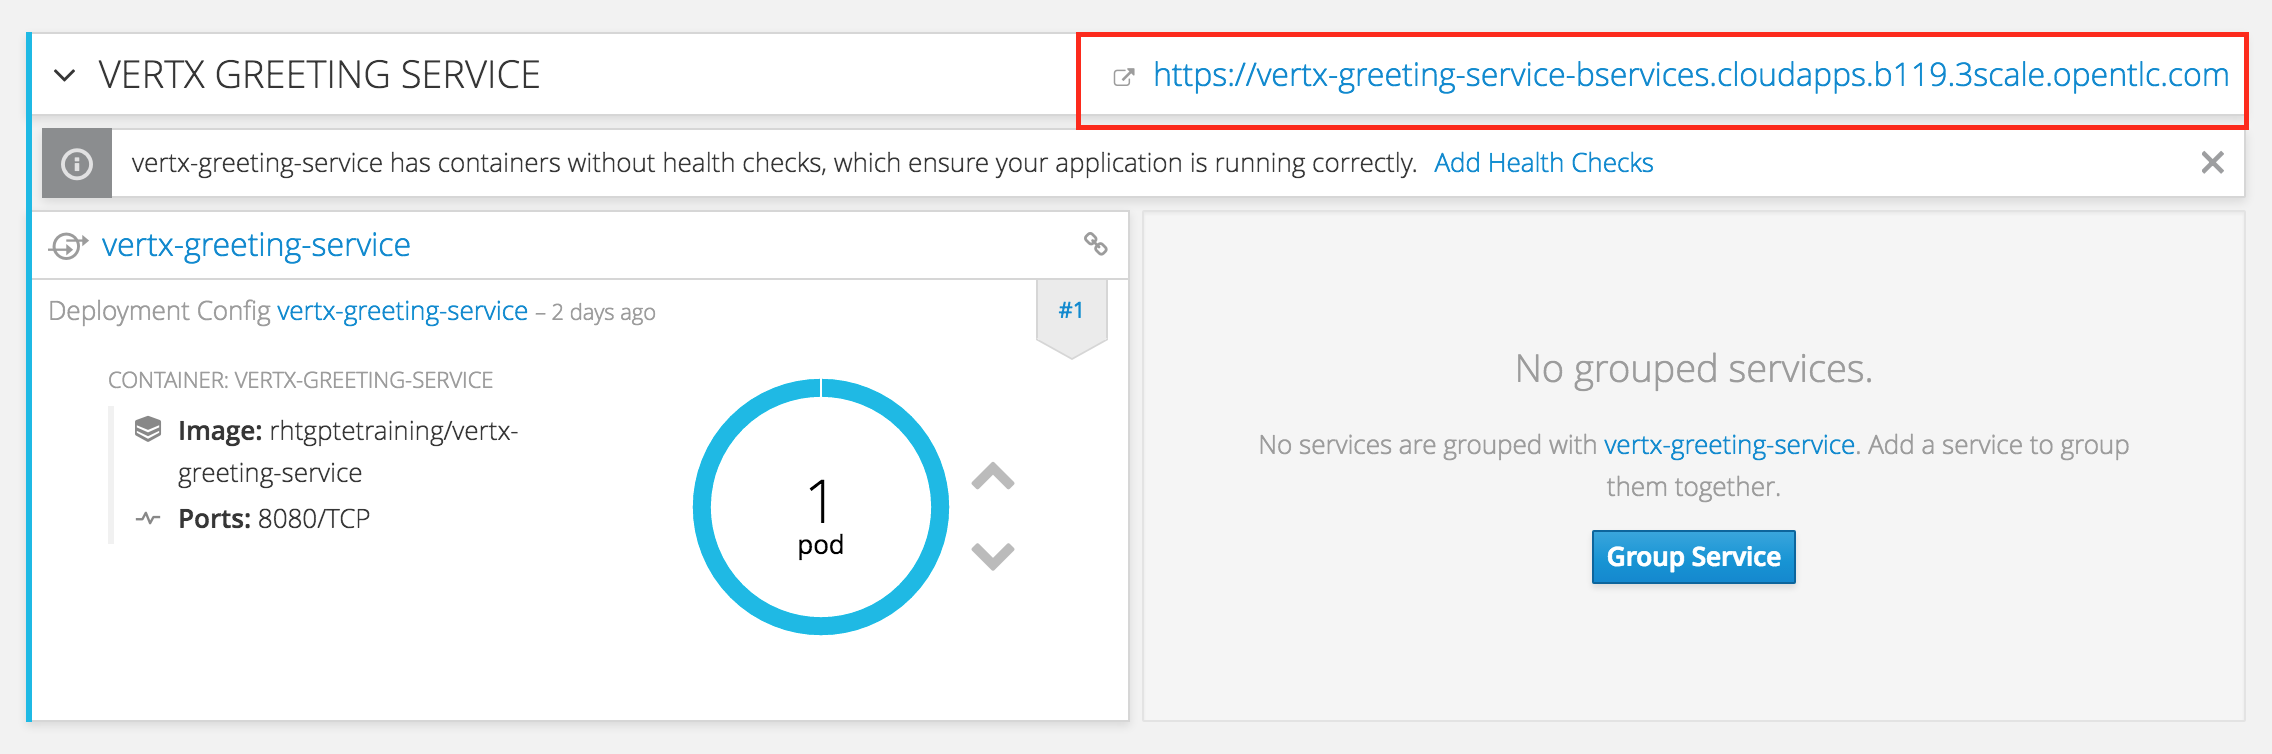 VERTX GREETING SERVICE
https://vertx-greeting-service-bservices.cloudapps.b119.3scale.opentlc.com
vertx-greeting-service has containers without health checks, which ensure your application is running correctly. Add Health Checks
vertx-greeting-service
Deployment Config vertx-greeting-service – 2 days ago
#1
CONTAINER: VERTX-GREETING-SERVICE
Image: rhtgptetraining/vertx-
greeting-service
Ports: 8080/TCP
1
pod
No grouped services.
No services are grouped with vertx-greeting-service. Add a service to group
them together.
Group Service